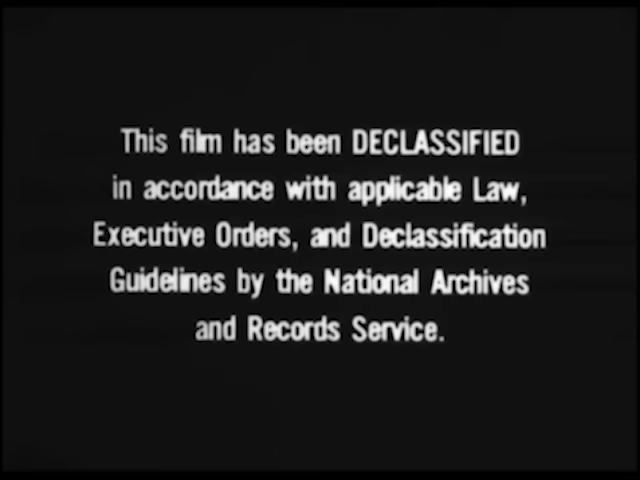 This film has been DECLASSIFIED
in accordance with applicable Law,
Executive Orders, and Declassification
Guidelines by the National Archives
and Records Service.